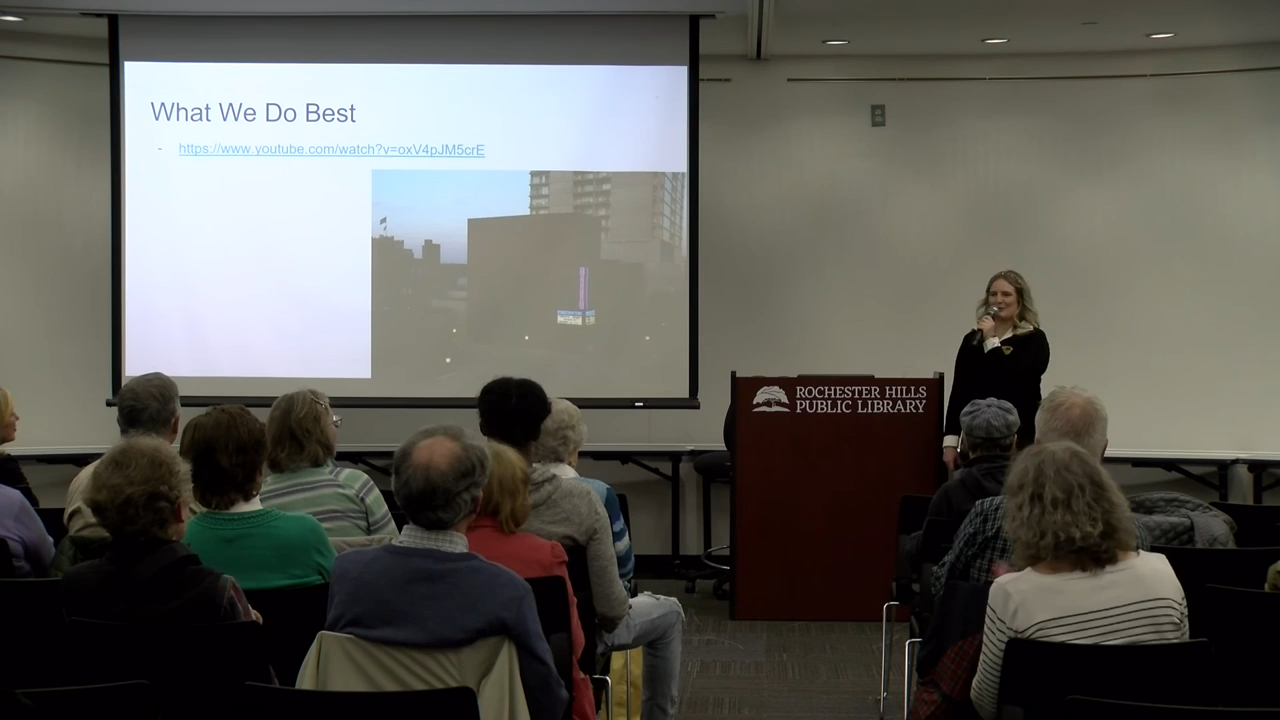 What We Do Best
- https://www.youtube.com/watch?v=oxV4pJM5crE
ROCHESTER HILLS
PUBLIC LIBRARY